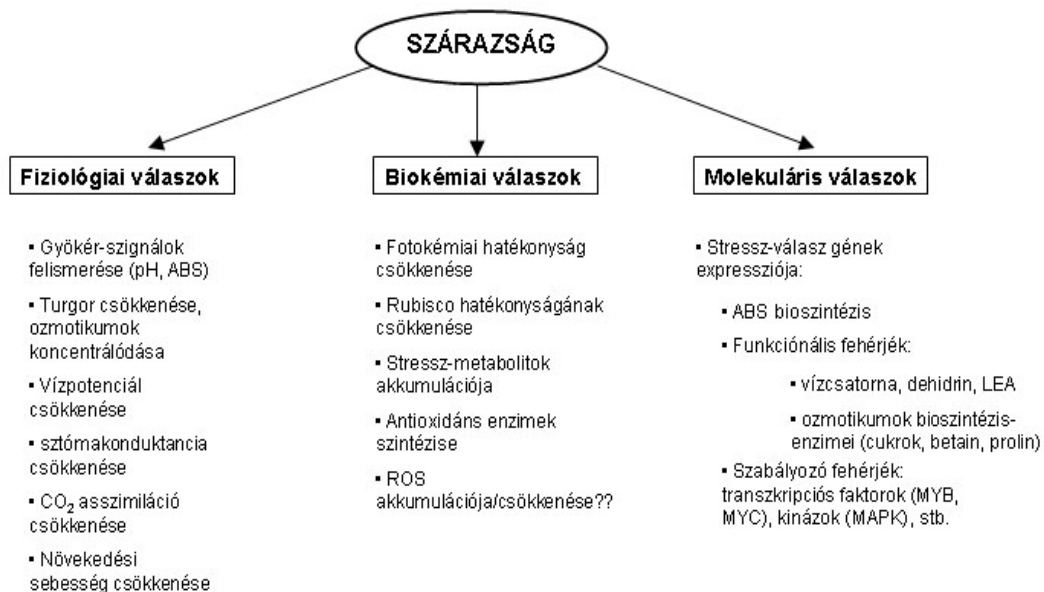 SZÁRAZSÁG
Fiziológiai válaszok
▪ Gyökér-szignálok
felismerése (pH, ABS)
▪ Turgor csökkenése,
ozmotikumok
koncentrálódása
▪ Vízpotenciál
csökkenése
▪ sztómakonduktancia
csökkenése
▪ CO₂ asszimiláció
csökkenése
▪ Növekedési
sebesség csökkenése
Biokémiai válaszok
▪ Fotokémiai hatékonyság
csökkenése
▪ Rubisco hatékonyságának
csökkenése
▪ Stressz-metabolitok
akkumulációja
▪ Antioxidáns enzimek
szintézise
▪ ROS
akkumulációja/csökkenése??
Molekuláris válaszok
▪ Stressz-válasz gének
expressziója:
▪ ABS bioszintézis
▪ Funkciónális fehérjék:
▪ vízcsatorna, dehidrin, LEA
▪ ozmotikumok bioszintézis-
enzimei (cukrok, betain, prolin)
▪ Szabályozó fehérjék:
transzkripciós faktorok (MYB,
MYC), kinázok (MAPK), stb.